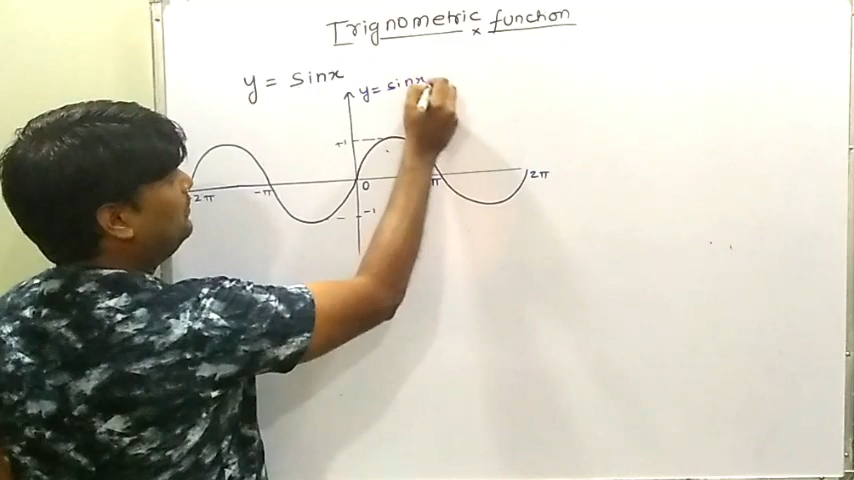 Trignometric function
y = sinx
y = sinx
+1
2π -π 0 π 2π
-1